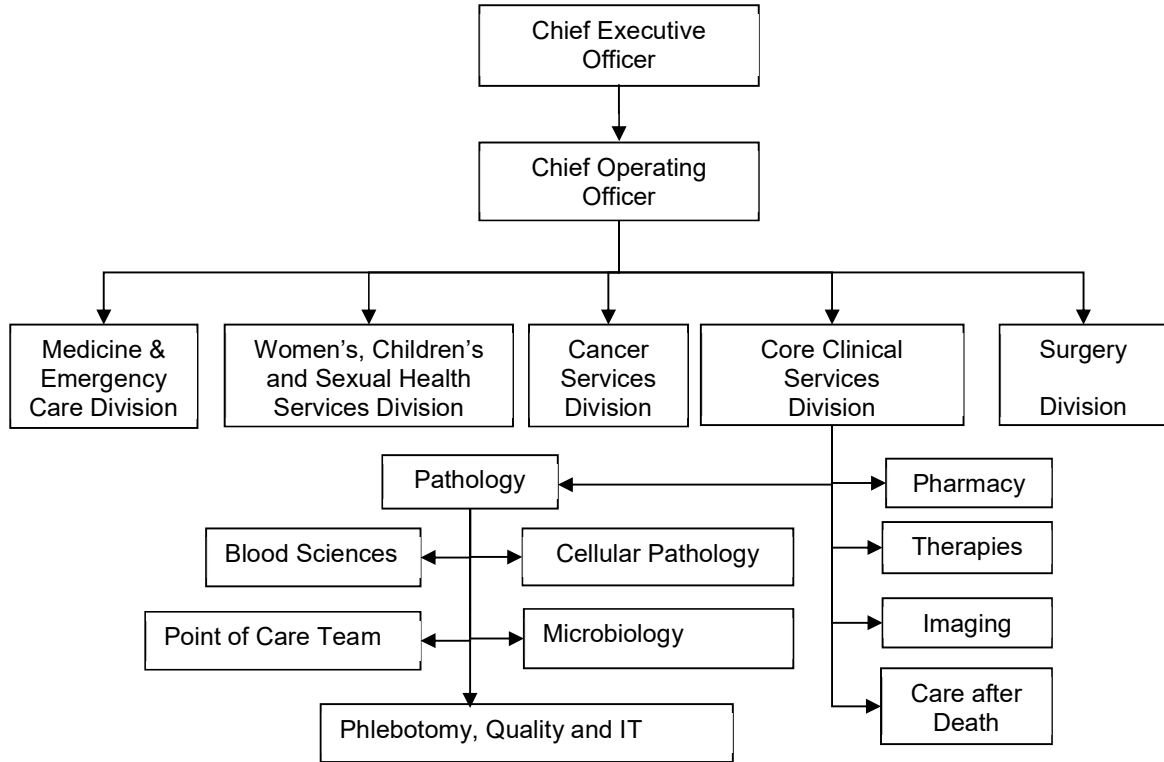 Chief Executive
Officer
Chief Operating
Officer
Medicine &
Emergency
Care Division
Women’s, Children’s
and Sexual Health
Services Division
Cancer
Services
Division
Core Clinical
Services
Division
Surgery
Division
Pathology
Pharmacy
Blood Sciences
Cellular Pathology
Therapies
Point of Care Team
Microbiology
Imaging
Care after
Death
Phlebotomy, Quality and IT